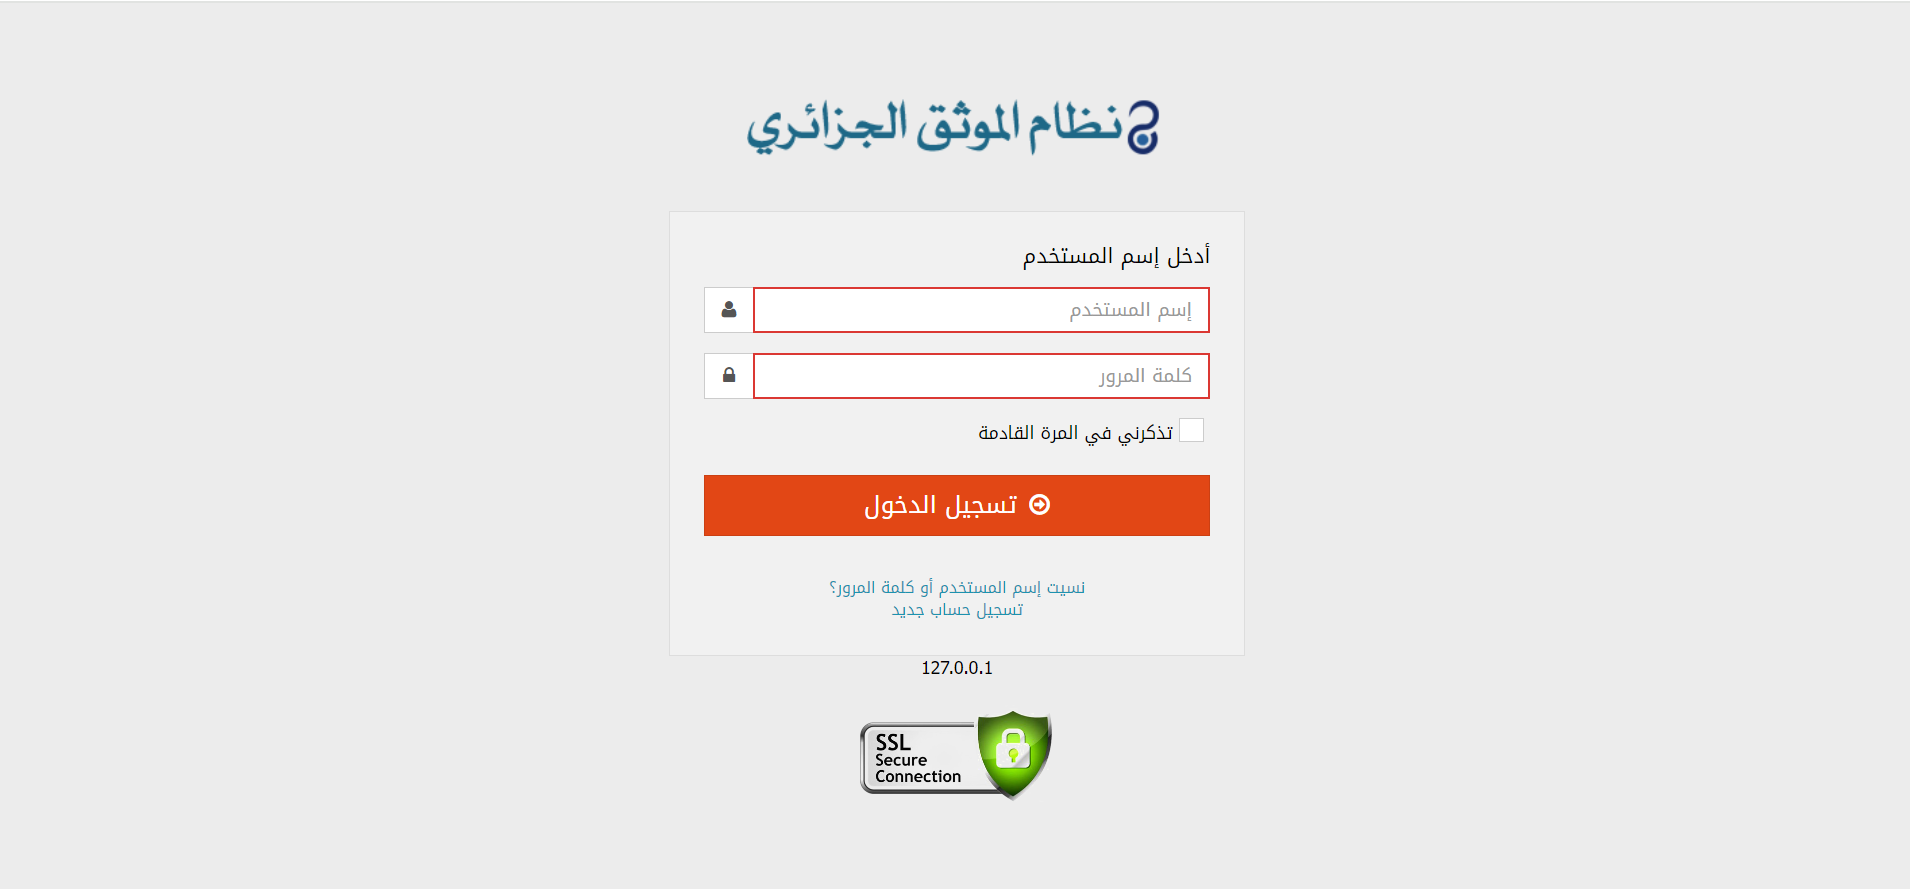 نظام الموثق الجزائري
أدخل إسم المستخدم
إسم المستخدم
كلمة المرور
تذكرني في المرة القادمة
تسجيل الدخول
نسيت إسم المستخدم أو كلمة المرور؟
تسجيل حساب جديد
127.0.0.1
SSL
Secure
Connection